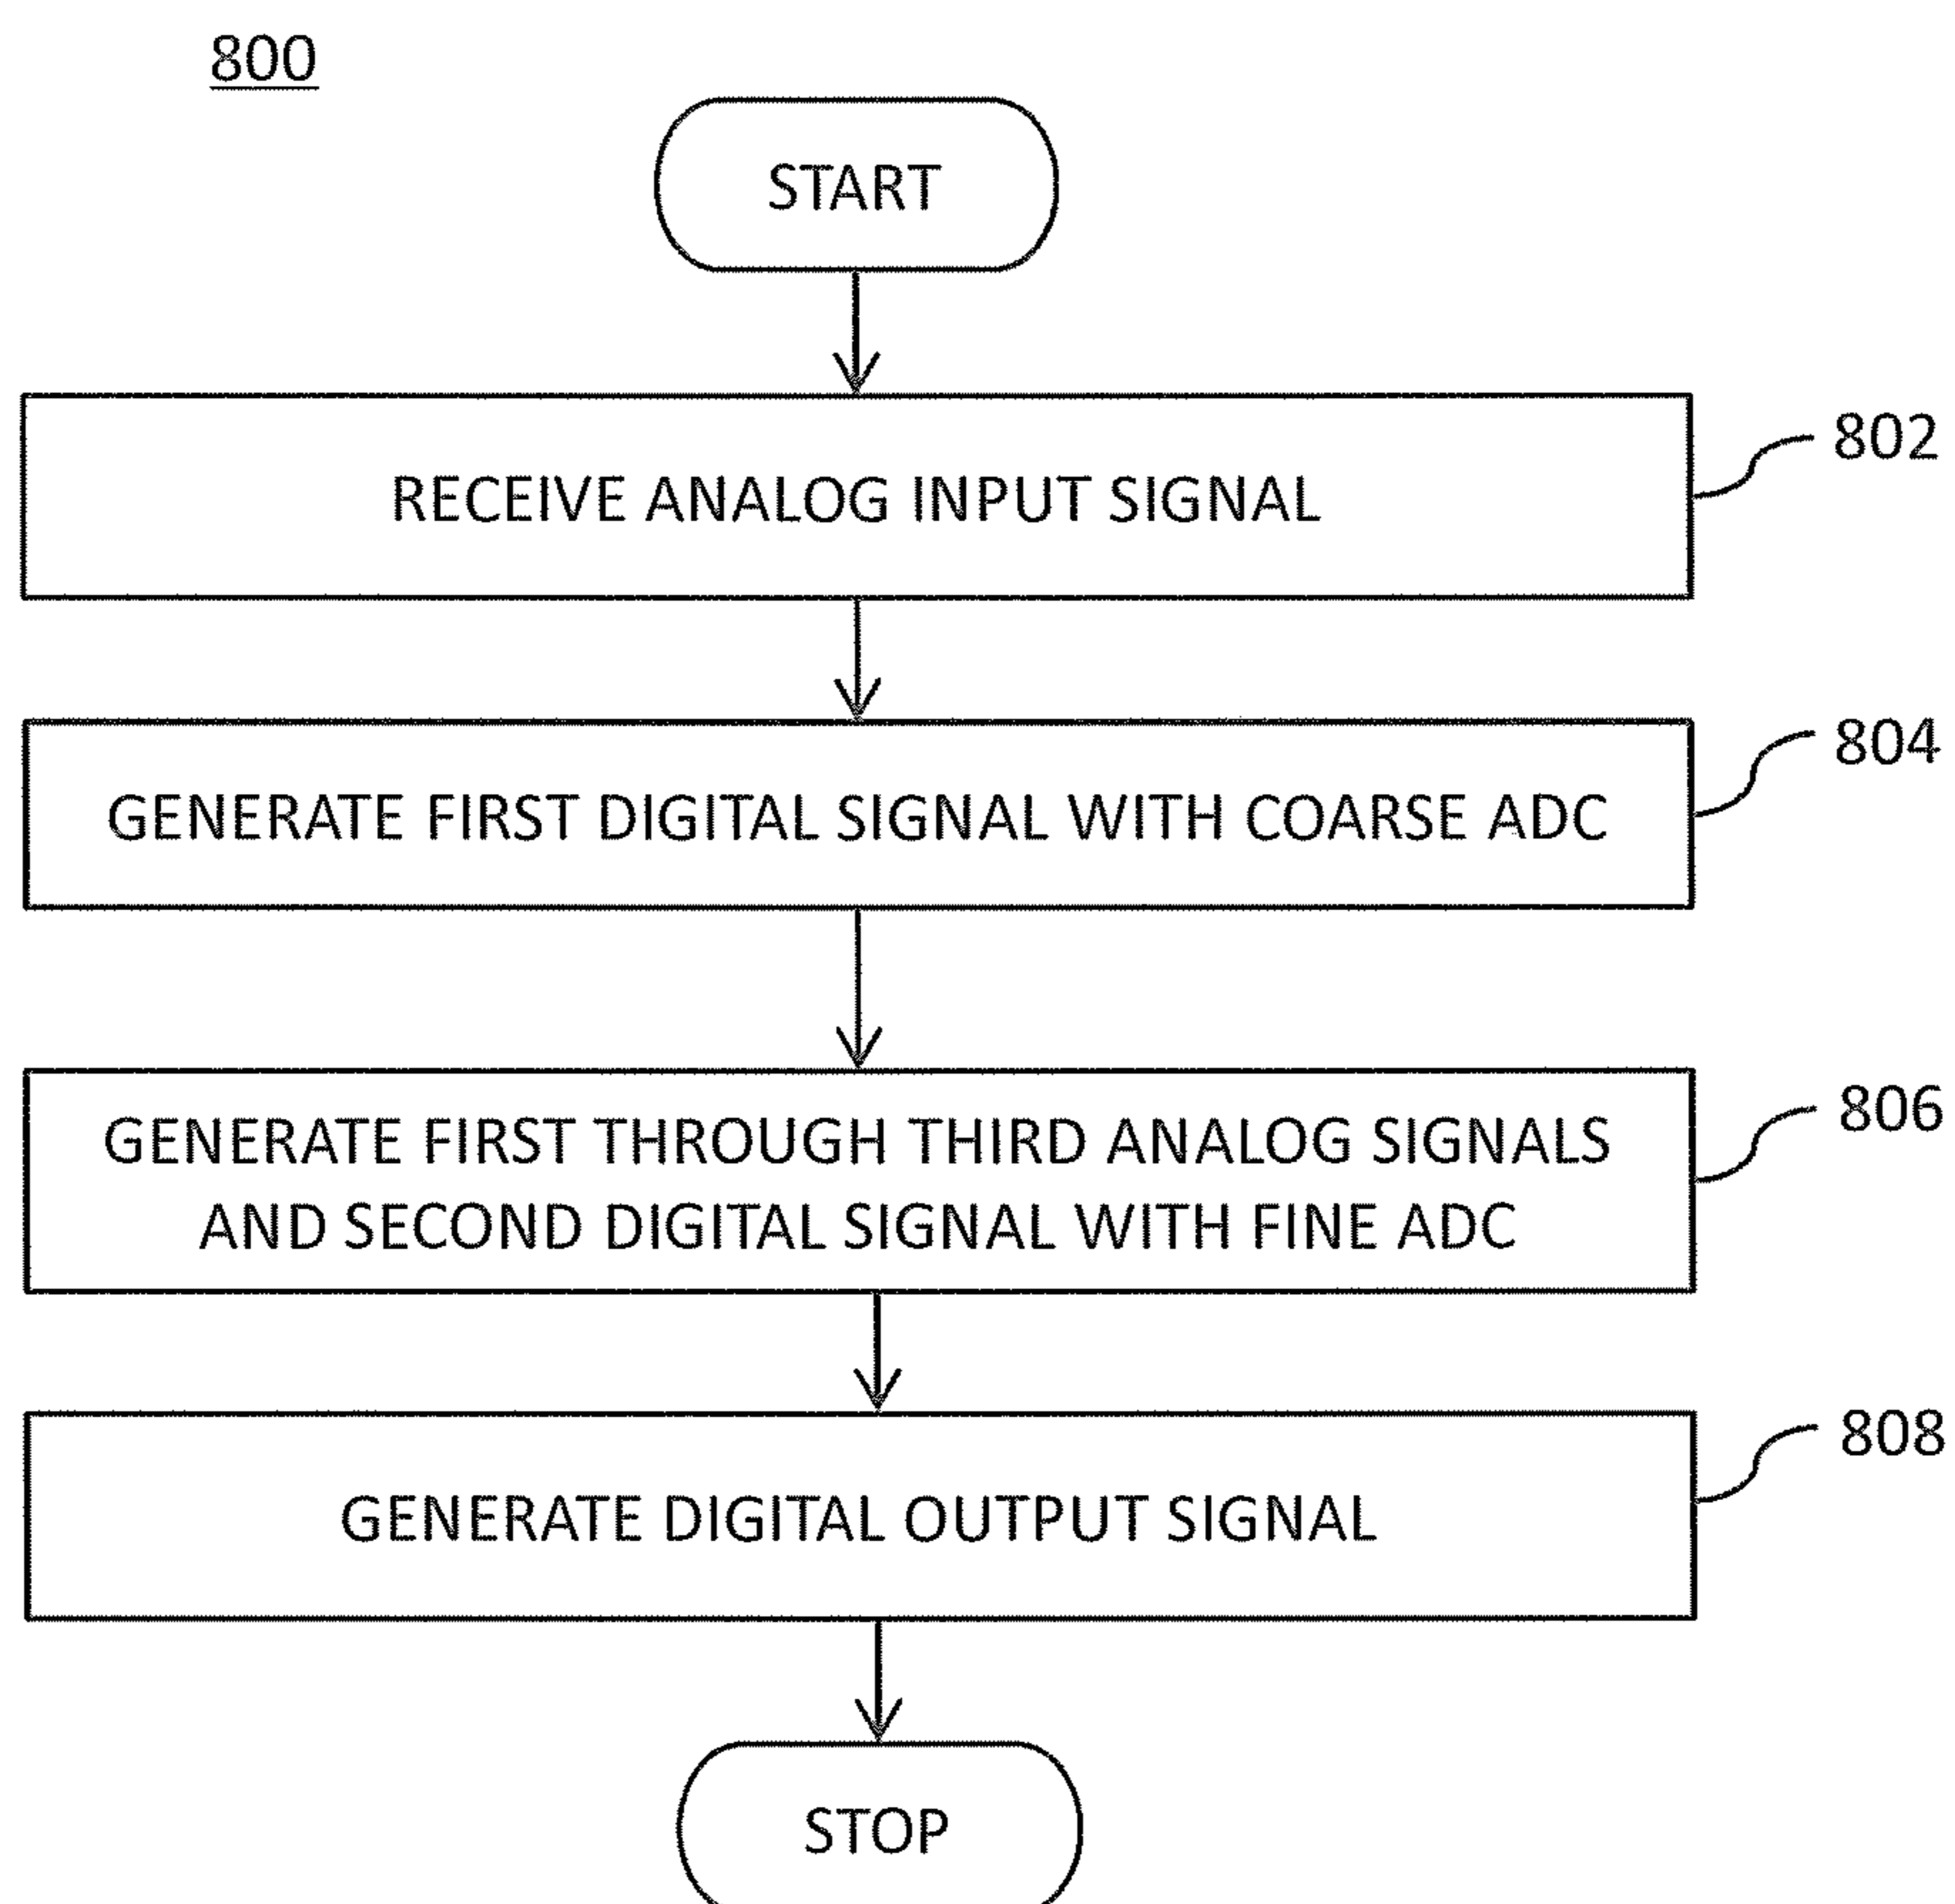 800
START
RECEIVE ANALOG INPUT SIGNAL
802
GENERATE FIRST DIGITAL SIGNAL WITH COARSE ADC
804
GENERATE FIRST THROUGH THIRD ANALOG SIGNALS
AND SECOND DIGITAL SIGNAL WITH FINE ADC
806
GENERATE DIGITAL OUTPUT SIGNAL
808
STOP